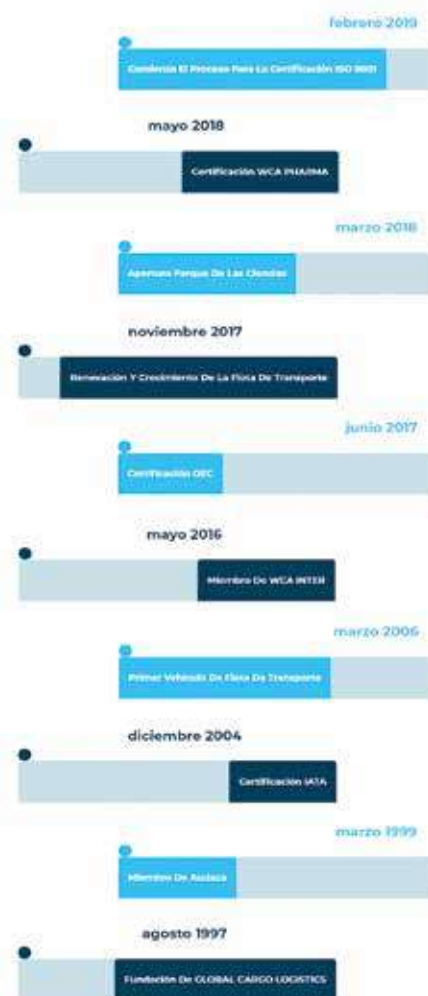 febrero 2019
Comienza El Proceso Para La Certificación ISO 9001
mayo 2018
Certificación WCA PHARMA
marzo 2018
Apertura Parque De Las Ciencias
noviembre 2017
Renovación Y Crecimiento De La Flota De Transporte
junio 2017
Certificación OEC
mayo 2016
Miembro De WCA INTER
marzo 2006
Primer Vehículo De Flota De Transporte
diciembre 2004
Certificación IATA
marzo 1999
Miembro De
agosto 1997
Fundación De GLOBAL CARGO LOGISTICS